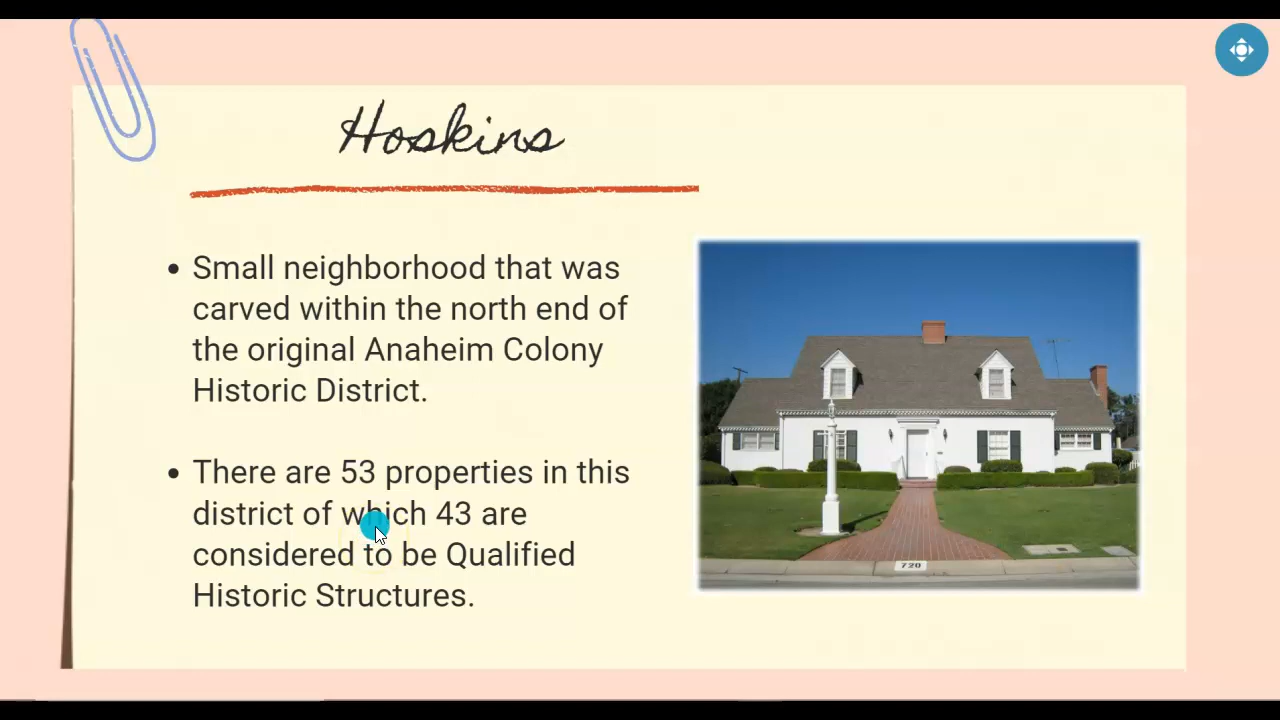 Hoskins
Small neighborhood that was
carved within the north end of
the original Anaheim Colony
Historic District.
There are 53 properties in this
district of which 43 are
considered to be Qualified
Historic Structures.
720